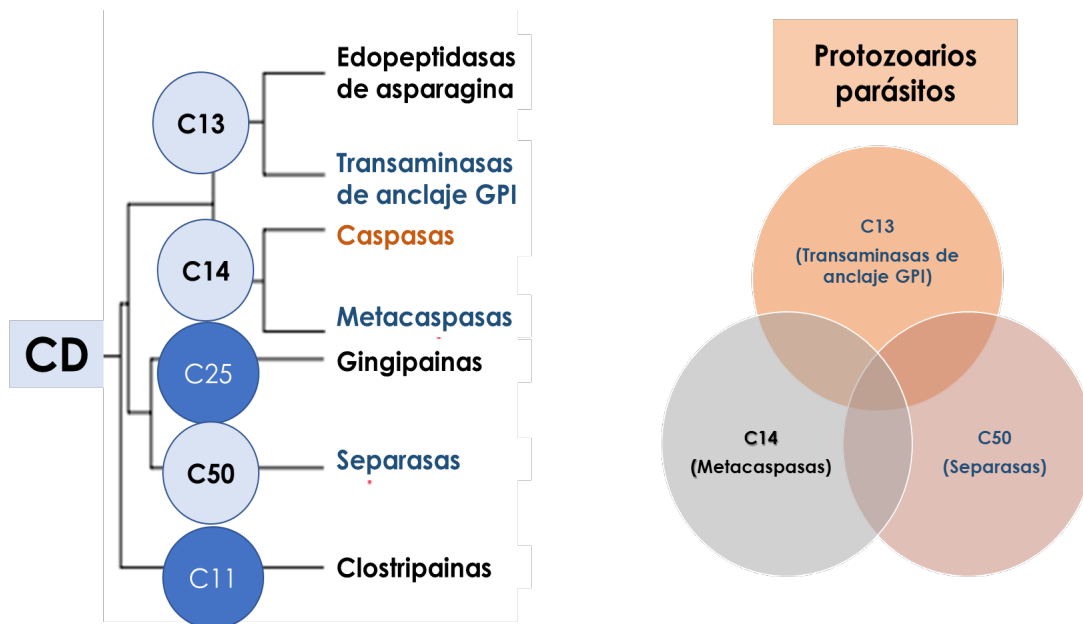 CD
C13
C14
C25
C50
C11
Edopeptidasas
de asparagina
Transaminasas
de anclaje GPI
Caspasas
Metacaspasas
Gingipainas
Separasas
Clostripainas
Protozoarios
parásitos
C13
(Transaminasas de
anclaje GPI)
C14
(Metacaspasas)
C50
(Separasas)